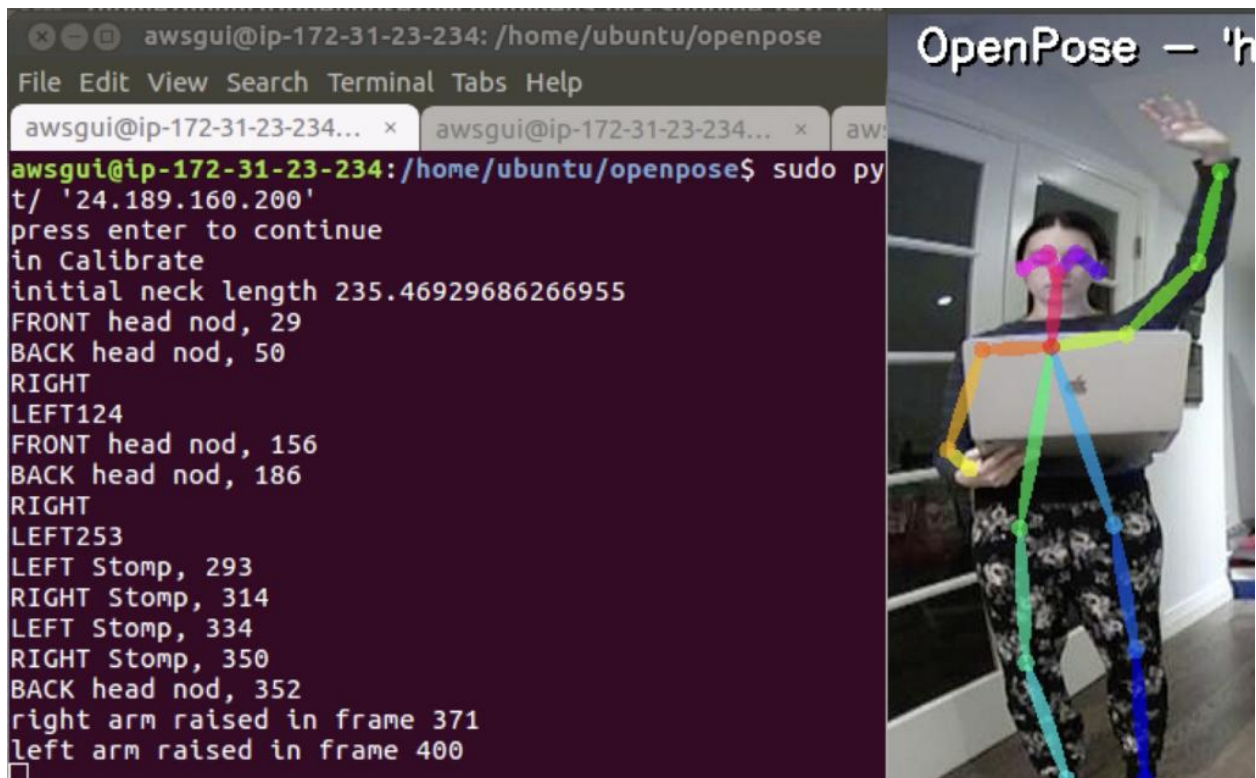 awsgui@ip-172-31-23-234: /home/ubuntu/openpose
File Edit View Search Terminal Tabs Help
awsgui@ip-172-31-23-234... × awsgui@ip-172-31-23-234... × aws
awsgui@ip-172-31-23-234:/home/ubuntu/openpose$ sudo py
t/ '24.189.160.200'
press enter to continue
in Calibrate
initial neck length 235.46929686266955
FRONT head nod, 29
BACK head nod, 50
RIGHT
LEFT124
FRONT head nod, 156
BACK head nod, 186
RIGHT
LEFT253
LEFT Stomp, 293
RIGHT Stomp, 314
LEFT Stomp, 334
RIGHT Stomp, 350
BACK head nod, 352
right arm raised in frame 371
left arm raised in frame 400
OpenPose — 'h